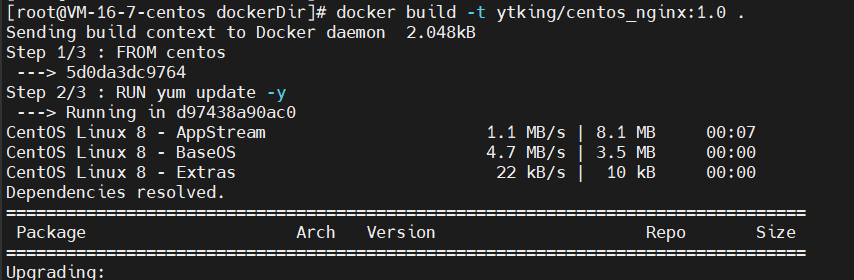 [root@VM-16-7-centos dockerDir]# docker build -t ytking/centos_nginx:1.0 .
Sending build context to Docker daemon  2.048kB
Step 1/3 : FROM centos
 ---> 5d0da3dc9764
Step 2/3 : RUN yum update -y
 ---> Running in d97438a90ac0
CentOS Linux 8 - AppStream                      1.1 MB/s | 8.1 MB     00:07
CentOS Linux 8 - BaseOS                         4.7 MB/s | 3.5 MB     00:00
CentOS Linux 8 - Extras                          22 kB/s |  10 kB     00:00
Dependencies resolved.
================================================================================
 Package                     Arch   Version                     Repo       Size
================================================================================
Upgrading: